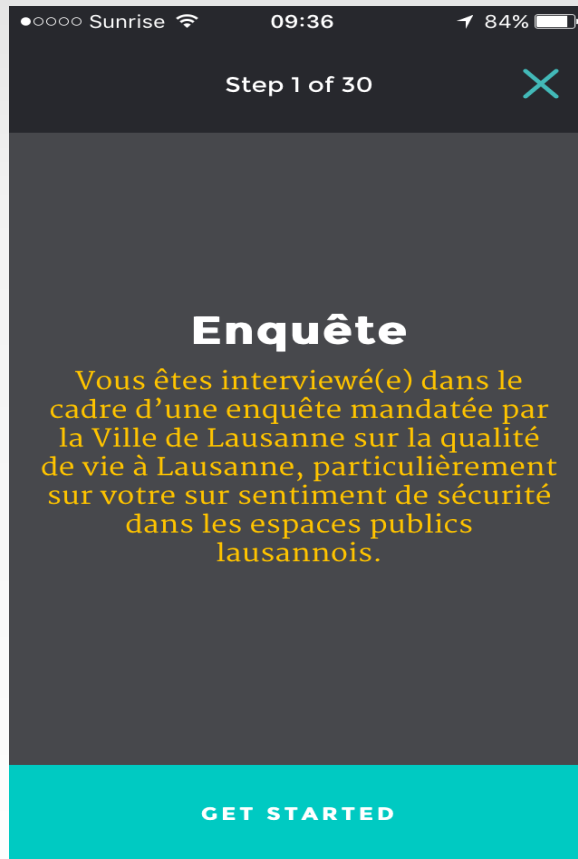 Sunrise 09:36 84%
Step 1 of 30
Enquête
Vous êtes interviewé(e) dans le
cadre d’une enquête mandatée par
la Ville de Lausanne sur la qualité
de vie à Lausanne, particulièrement
sur votre sur sentiment de sécurité
dans les espaces publics
lausannois.
GET STARTED